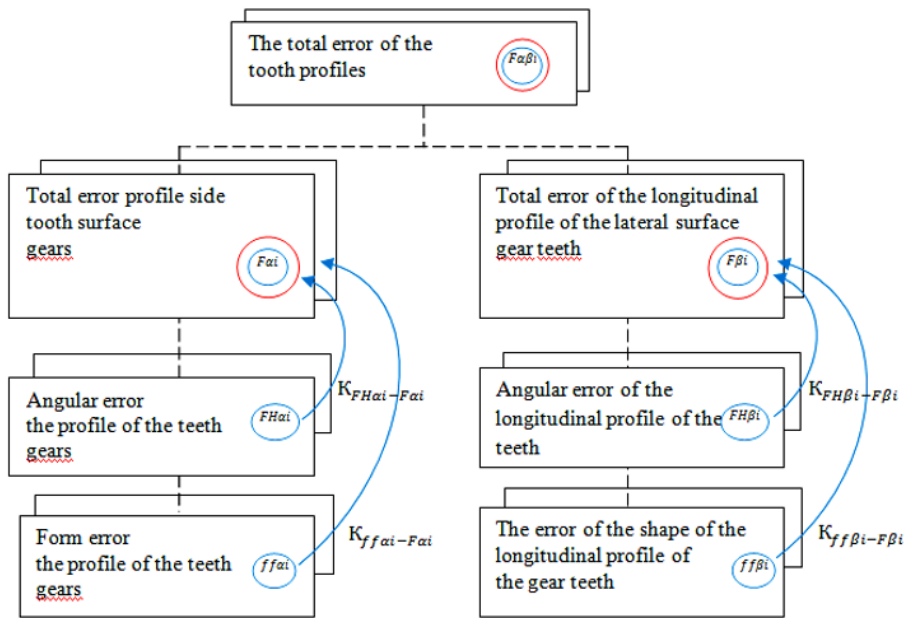 The total error of the
tooth profiles
Fαβi
Total error profile side
tooth surface
gears
Fαi
Total error of the longitudinal
profile of the lateral surface
gear teeth
Fβi
Angular error
the profile of the teeth
gears
FHαi
K_FHαi−Fαi
Angular error of the
longitudinal profile of the
teeth
FHβi
K_FHβi−Fβi
Form error
the profile of the teeth
gears
ffαi
K_ffαi−Fαi
The error of the shape of the
longitudinal profile of
the gear teeth
ffβi
K_ffβi−Fβi